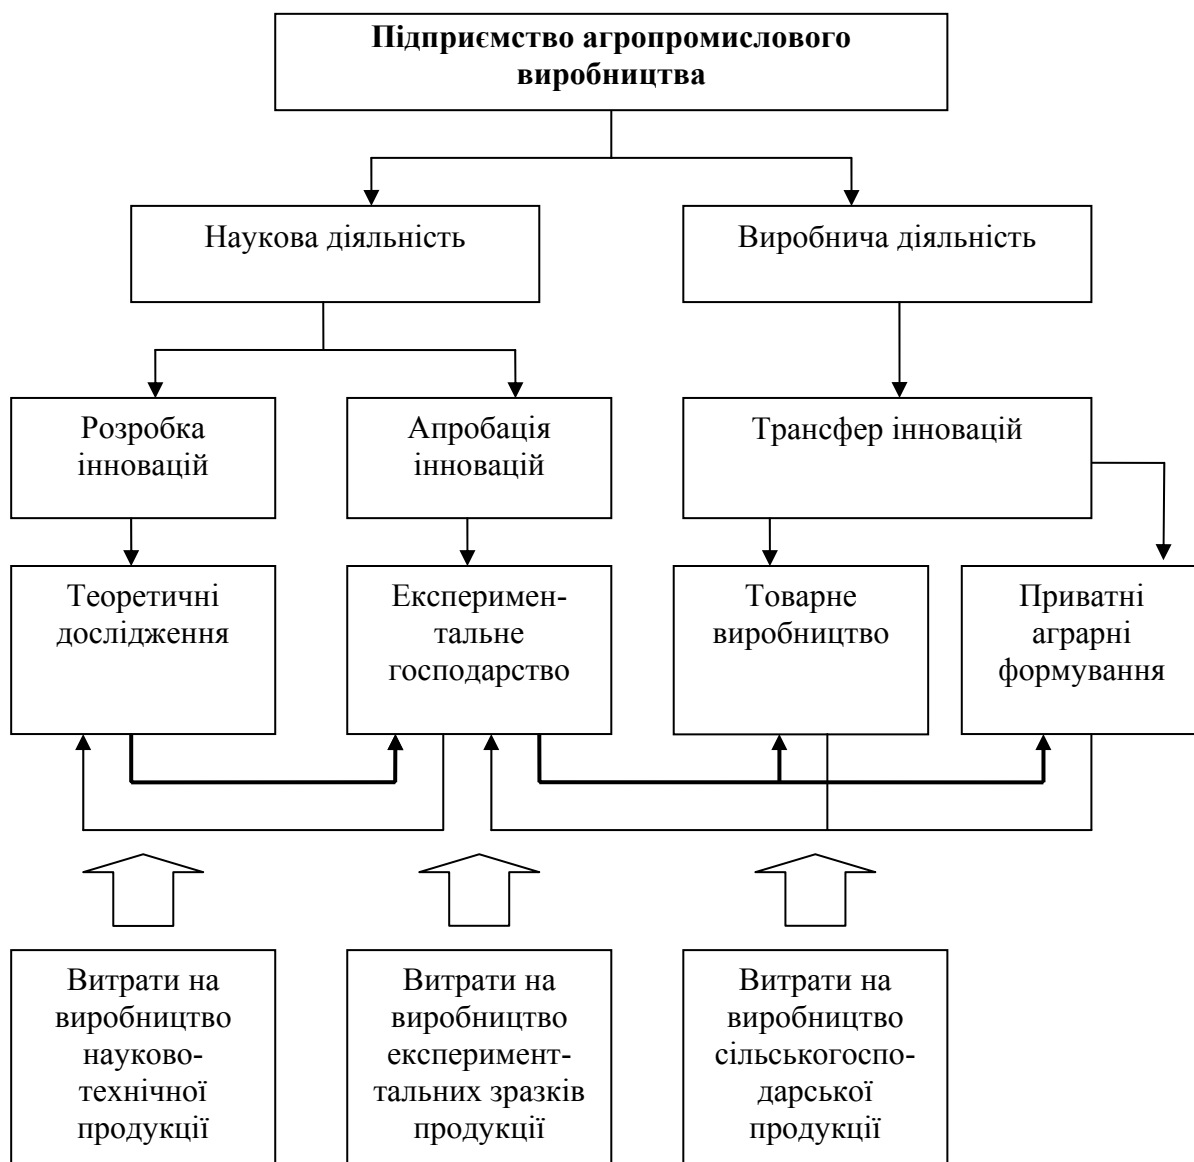 Підприємство агропромислового
виробництва
Наукова діяльність
Виробнича діяльність
Розробка
інновацій
Апробація
інновацій
Трансфер інновацій
Теоретичні
дослідження
Експеримен-
тальне
господарство
Товарне
виробництво
Приватні
аграрні
формування
Витрати на
виробництво
науково-
технічної
продукції
Витрати на
виробництво
експеримент-
тальних зразків
продукції
Витрати на
виробництво
сільськогоспо-
дарської
продукції